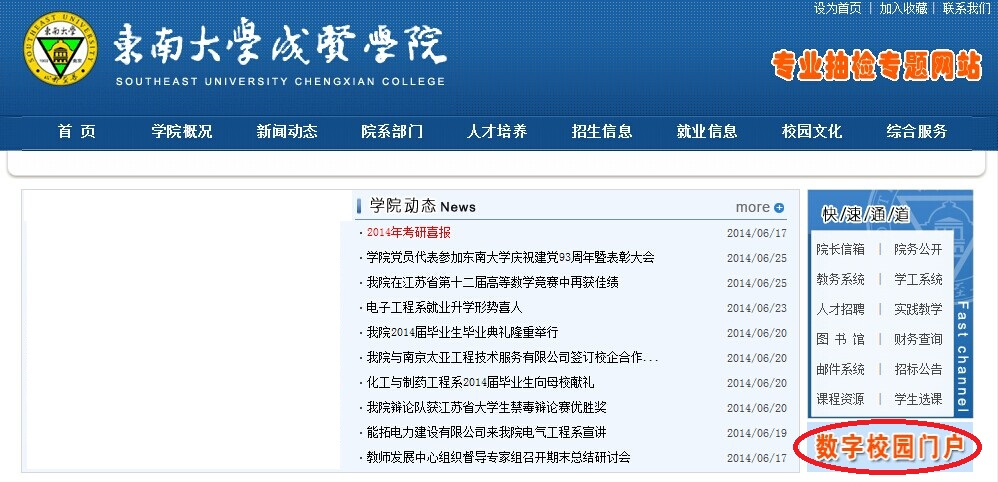 设为首页 | 加入收藏 | 联系我们
东南大学成贤学院
SOUTHEAST UNIVERSITY CHENGXIAN COLLEGE
专业抽检专题网站
首 页 学院概况 新闻动态 院系部门 人才培养 招生信息 就业信息 校园文化 综合服务
学院动态 News more
· 2014年考研喜报 2014/06/17
· 学院党员代表参加东南大学庆祝建党93周年暨表彰大会 2014/06/25
· 我院在江苏省第十二届高等数学竞赛中再获佳绩 2014/06/25
· 电子工程系就业升学形势喜人 2014/06/23
· 我院2014届毕业生毕业典礼隆重举行 2014/06/20
· 我院与南京太亚工程技术服务有限公司签订校企合作... 2014/06/20
· 化工与制药工程系2014届毕业生向母校献礼 2014/06/20
· 我院辩论队获江苏省大学生禁毒辩论赛优胜奖 2014/06/20
· 能拓电力建设有限公司来我院电气工程系宣讲 2014/06/19
· 教师发展中心组织督导专家组召开期末总结研讨会 2014/06/17
快/速/通/道
院长信箱 | 院务公开
教务系统 | 学工系统
人才招聘 | 实践教学
图 书 馆 | 财务查询
邮件系统 | 招标公告
课程资源 | 学生选课
Fast channel
数字校园门户